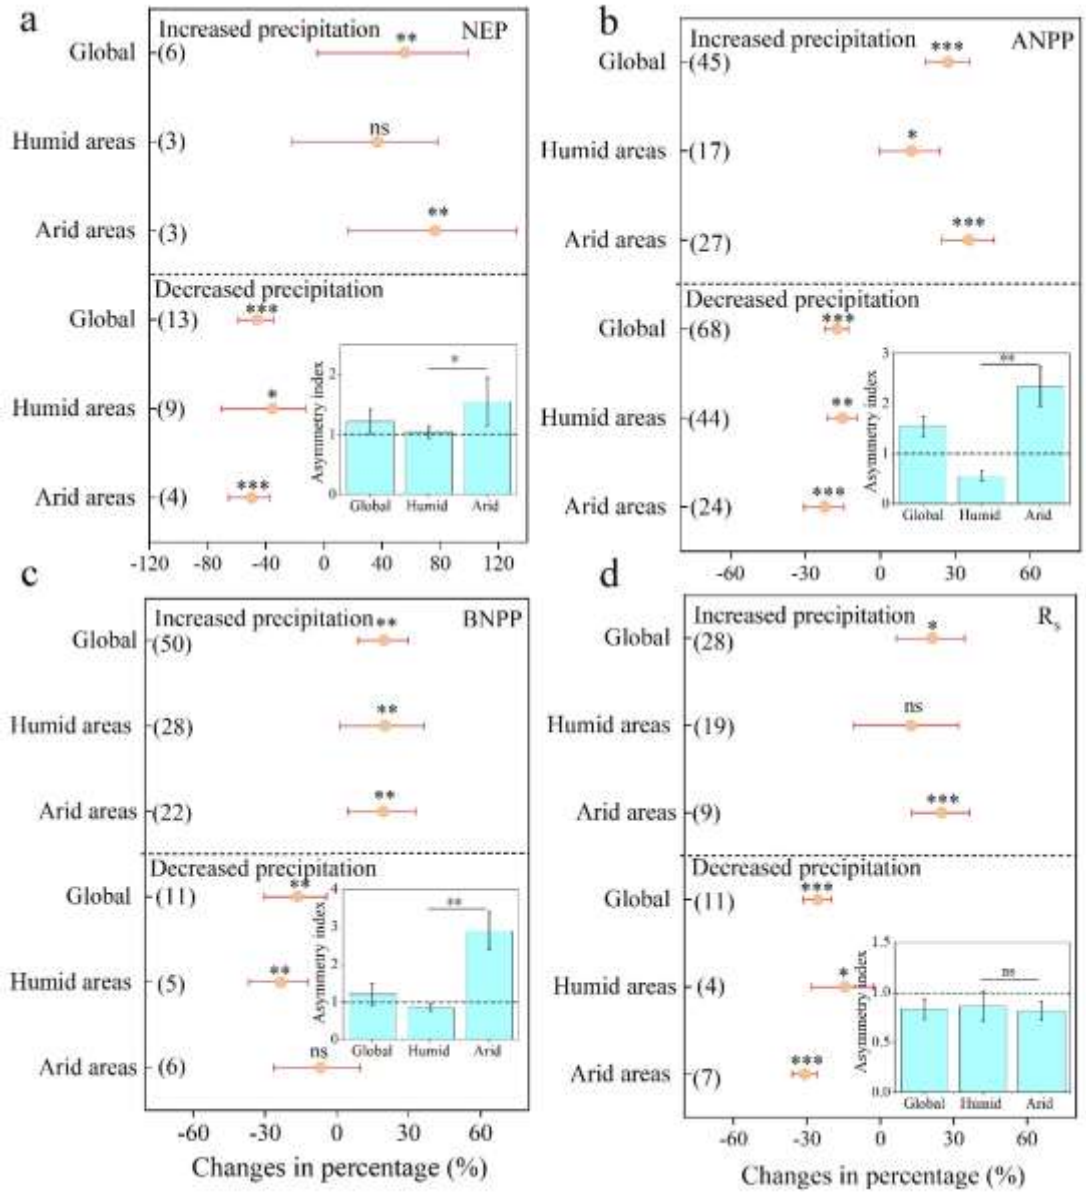 a
Increased precipitation
NEP
Global
(6)
**
Humid areas
(3)
ns
Arid areas
(3)
**
Decreased precipitation
Global
(13)
***
Humid areas
(9)
*
Arid areas
(4)
***
Asymmetry index
2
1
0
*
Global Humid Arid
-120 -80 -40 0 40 80 120
b
Increased precipitation
ANPP
Global
(45)
***
Humid areas
(17)
*
Arid areas
(27)
***
Decreased precipitation
Global
(68)
***
Humid areas
(44)
**
Arid areas
(24)
***
Asymmetry index
3
2
1
0
**
Global Humid Arid
-60 -30 0 30 60
c
Increased precipitation
BNPP
Global
(50)
**
Humid areas
(28)
**
Arid areas
(22)
**
Decreased precipitation
Global
(11)
**
Humid areas
(5)
**
Arid areas
(6)
ns
Asymmetry index
4
3
2
1
0
**
Global Humid Arid
-60 -30 0 30 60
Changes in percentage (%)
d
Increased precipitation
Rs
Global
(28)
*
Humid areas
(19)
ns
Arid areas
(9)
***
Decreased precipitation
Global
(11)
***
Humid areas
(4)
*
Arid areas
(7)
***
Asymmetry index
1.5
1.0
0.5
0.0
ns
Global Humid Arid
-60 -30 0 30 60
Changes in percentage (%)